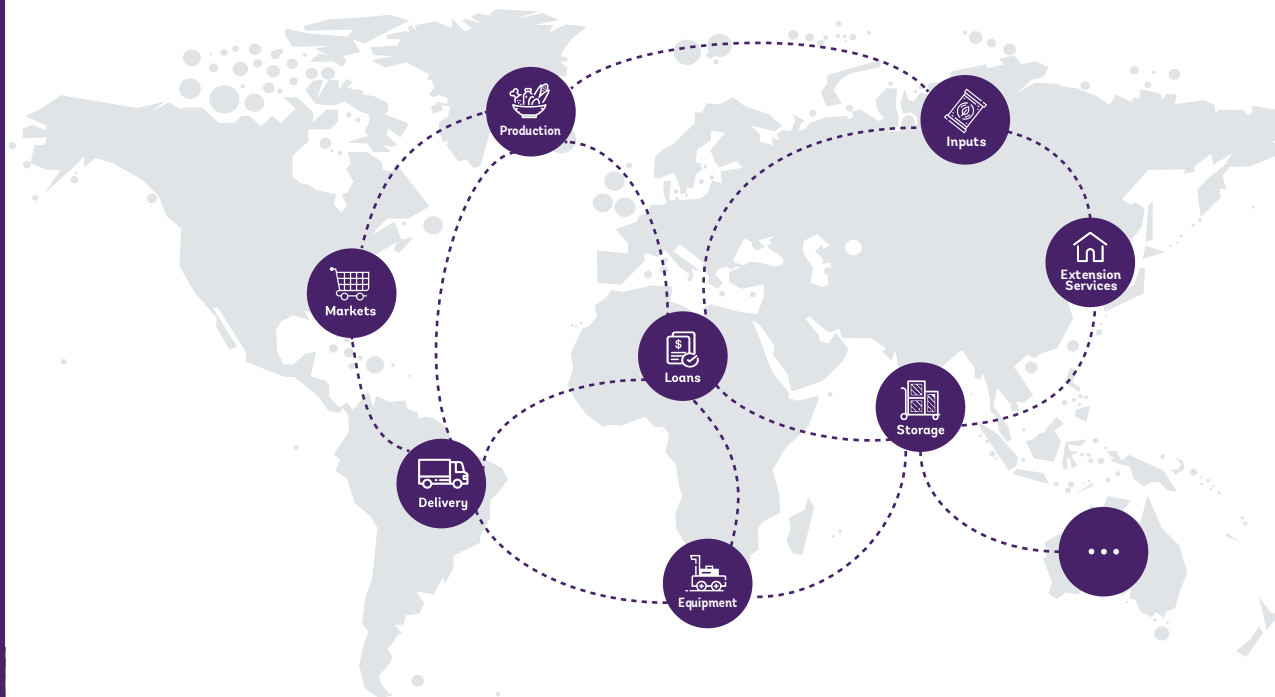 Production
Inputs
Extension
Services
Markets
$
Loans
Storage
Delivery
...
Equipment